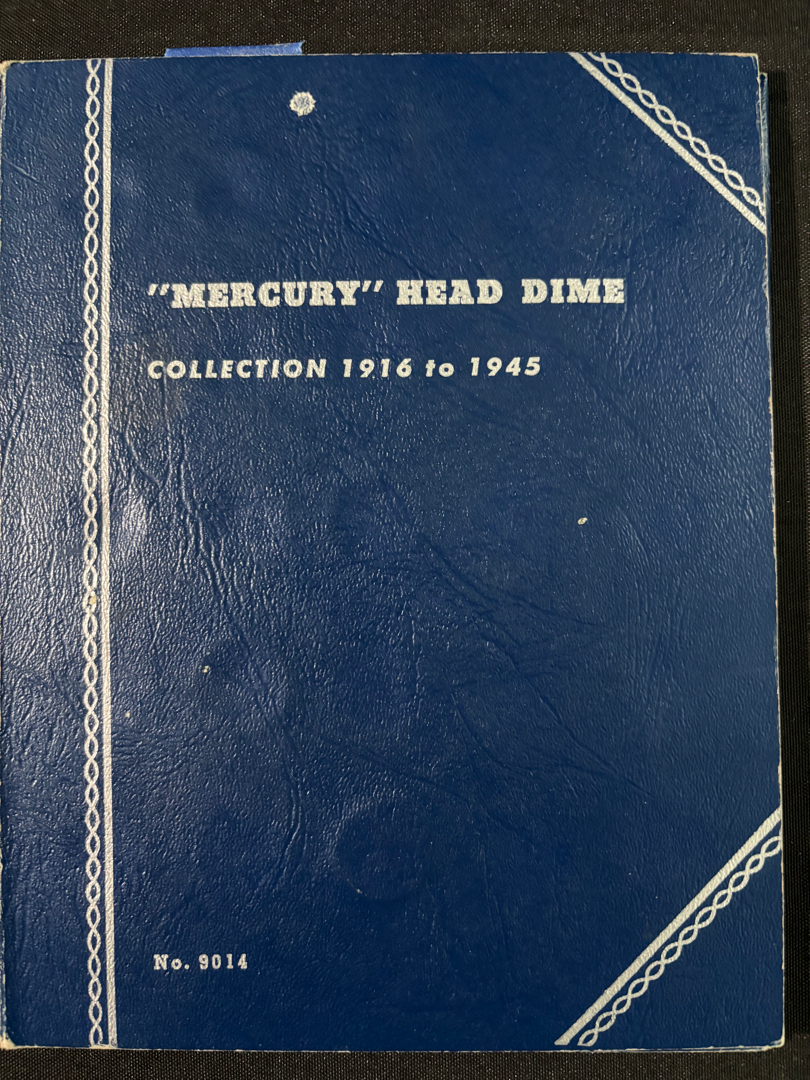 "MERCURY" HEAD DIME
COLLECTION 1916 to 1945
No. 9014